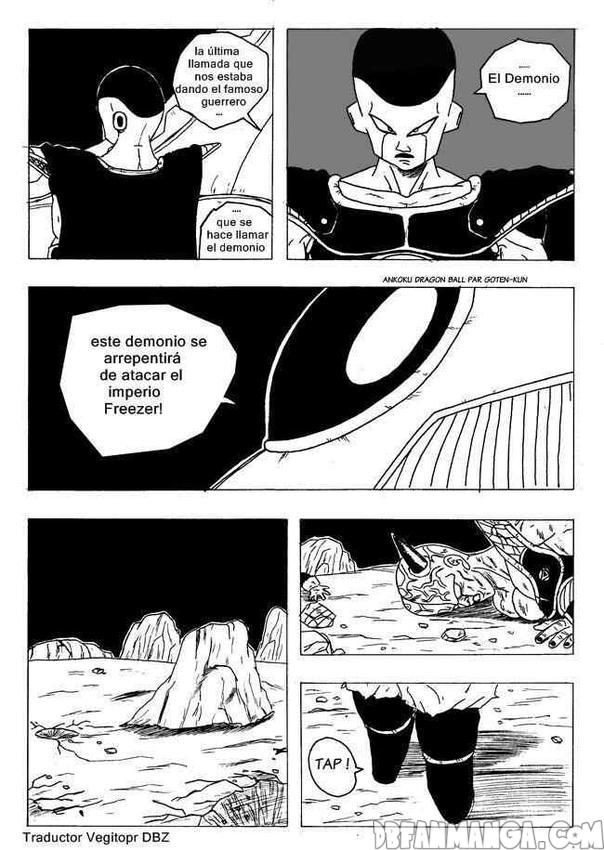 la última
llamada que
nos estaba
dando el famoso
guerrero
...
....
que se
hace llamar
el demonio
.....
El Demonio
......
ANKOKU DRAGON BALL PAR GOTEN-KUN
este demonio se
arrepentirá
de atacar el
imperio
Freezer!
TAP !
Traductor Vegitopr DBZ
DBFANMANGA.COM